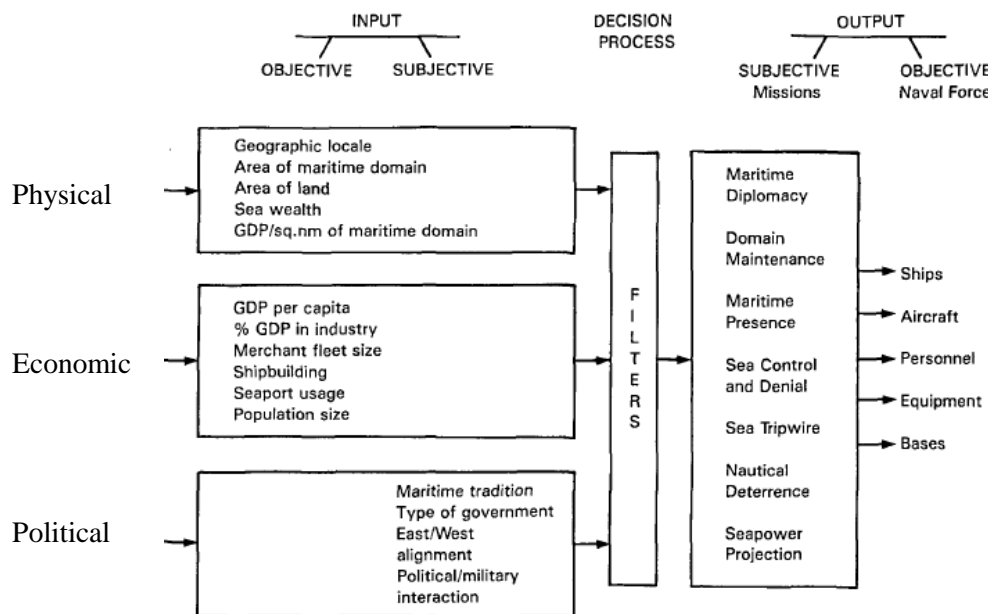 INPUT
DECISION
PROCESS
OUTPUT
OBJECTIVE
SUBJECTIVE
SUBJECTIVE
Missions
OBJECTIVE
Naval Force
Physical
Geographic locale
Area of maritime domain
Area of land
Sea wealth
GDP/sq.nm of maritime domain
Economic
GDP per capita
% GDP in industry
Merchant fleet size
Shipbuilding
Seaport usage
Population size
Political
Maritime tradition
Type of government
East/West
alignment
Political/military
interaction
FILTERS
Maritime
Diplomacy
Domain
Maintenance
Maritime
Presence
Sea Control
and Denial
Sea Tripwire
Nautical
Deterrence
Seapower
Projection
Ships
Aircraft
Personnel
Equipment
Bases